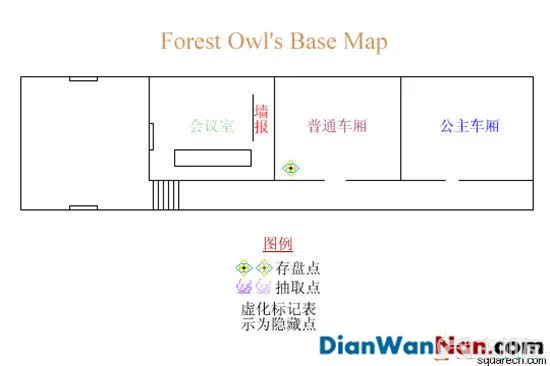 Forest Owl's Base Map
会议室
墙报
普通车厢
公主车厢
图例
存盘点
抽取点
虚化标记表
示为隐藏点
DianWanNan.com
squarecn.com